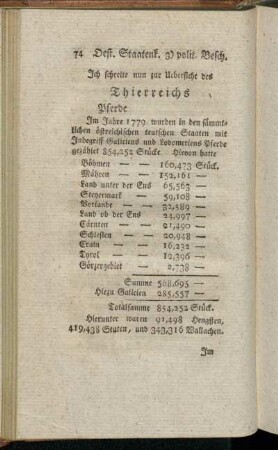 74 Oest. Staatenk. 3) polit. Besch.
Ich schreite nun zur Uebersicht des
Thierreichs
Pferde
Im Jahre 1779 wurden in den sämmt-
lichen östreichischen teutschen Staaten mit
Inbegriff Galiciens und Lodomeriens Pferde
gezählet 854,252 Stück. Hievon hatte
Böhmen — — 160,473 Stück.
Mähren — — 152,161 —
Land unter der Ens 65,563 —
Steyermark — 59,108 —
Vorlande — 32,589 —
Land ob der Ens 24,997 —
Cärnten — — 21,490 —
Schlesien — — 20,948 —
Crain — — 16,232 —
Tyrol — — 12,396 —
Görzergebiet — 2,738 —
Summe 568,695 —
Hiezu Galicien 285,557 —
Totalsumme 854,252 Stück.
Hierunter waren 91,498 Hengsten,
419,438 Stuten, und 343,316 Wallachen.
Im